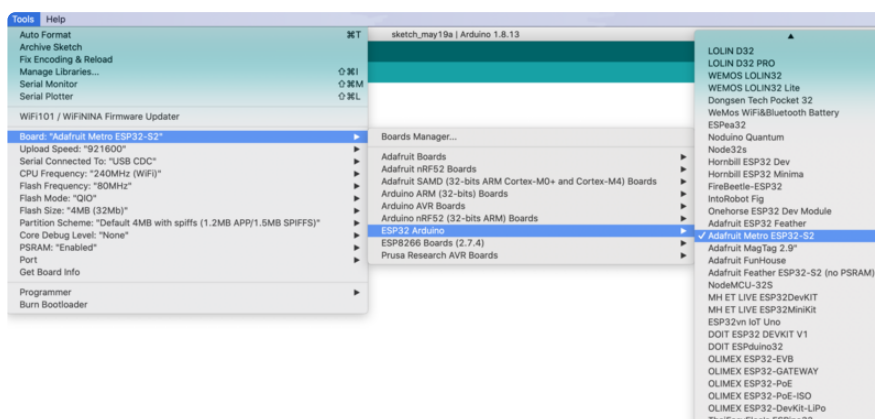 Tools Help
Auto Format ⌘T
Archive Sketch
Fix Encoding & Reload
Manage Libraries... ⇧⌘I
Serial Monitor ⇧⌘M
Serial Plotter ⇧⌘L
WiFi101 / WiFiNINA Firmware Updater
Board: "Adafruit Metro ESP32-S2"
Upload Speed: "921600"
Serial Connected To: "USB CDC"
CPU Frequency: "240MHz (WiFi)"
Flash Frequency: "80MHz"
Flash Mode: "QIO"
Flash Size: "4MB (32Mb)"
Partition Scheme: "Default 4MB with spiffs (1.2MB APP/1.5MB SPIFFS)"
Core Debug Level: "None"
PSRAM: "Enabled"
Port
Get Board Info
Programmer
Burn Bootloader
sketch_may19a | Arduino 1.8.13
Boards Manager...
Adafruit Boards
Adafruit nRF52 Boards
Adafruit SAMD (32-bits ARM Cortex-M0+ and Cortex-M4) Boards
Arduino ARM (32-bits) Boards
Arduino AVR Boards
Arduino nRF52 (32-bits ARM) Boards
ESP32 Arduino
ESP8266 Boards (2.7.4)
Prusa Research AVR Boards
LOLIN D32
LOLIN D32 PRO
WEMOS LOLIN32
WEMOS LOLIN32 Lite
Dongsen Tech Pocket 32
WeMos WiFi&Bluetooth Battery
ESPea32
Noduino Quantum
Node32s
Hornbill ESP32 Dev
Hornbill ESP32 Minima
FireBeetle-ESP32
IntoRobot Fig
Onehorse ESP32 Dev Module
Adafruit ESP32 Feather
✓ Adafruit Metro ESP32-S2
Adafruit MagTag 2.9"
Adafruit FunHouse
Adafruit Feather ESP32-S2 (no PSRAM)
NodeMCU-32S
MH ET LIVE ESP32DevKIT
MH ET LIVE ESP32MiniKit
ESP32vn IoT Uno
DOIT ESP32 DEVKIT V1
DOIT ESPduino32
OLIMEX ESP32-EVB
OLIMEX ESP32-GATEWAY
OLIMEX ESP32-PoE
OLIMEX ESP32-PoE-ISO
OLIMEX ESP32-DevKit-LiPo